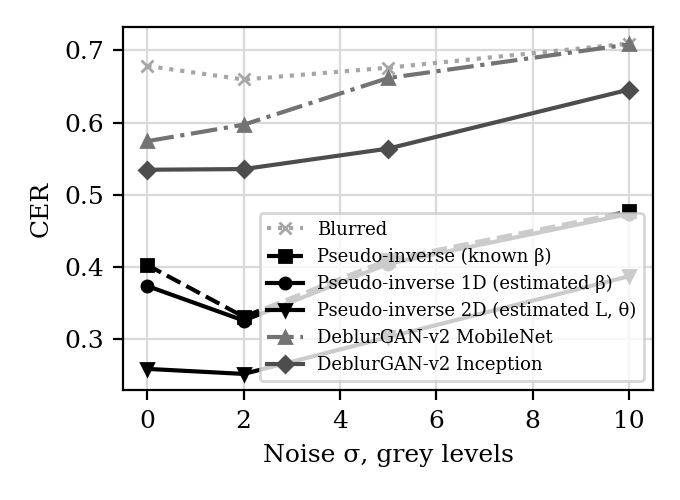 0.7
0.6
0.5
0.4
0.3
CER
Blurred
Pseudo-inverse (known β)
Pseudo-inverse 1D (estimated β)
Pseudo-inverse 2D (estimated L, θ)
DeblurGAN-v2 MobileNet
DeblurGAN-v2 Inception
0 2 4 6 8 10
Noise σ, grey levels